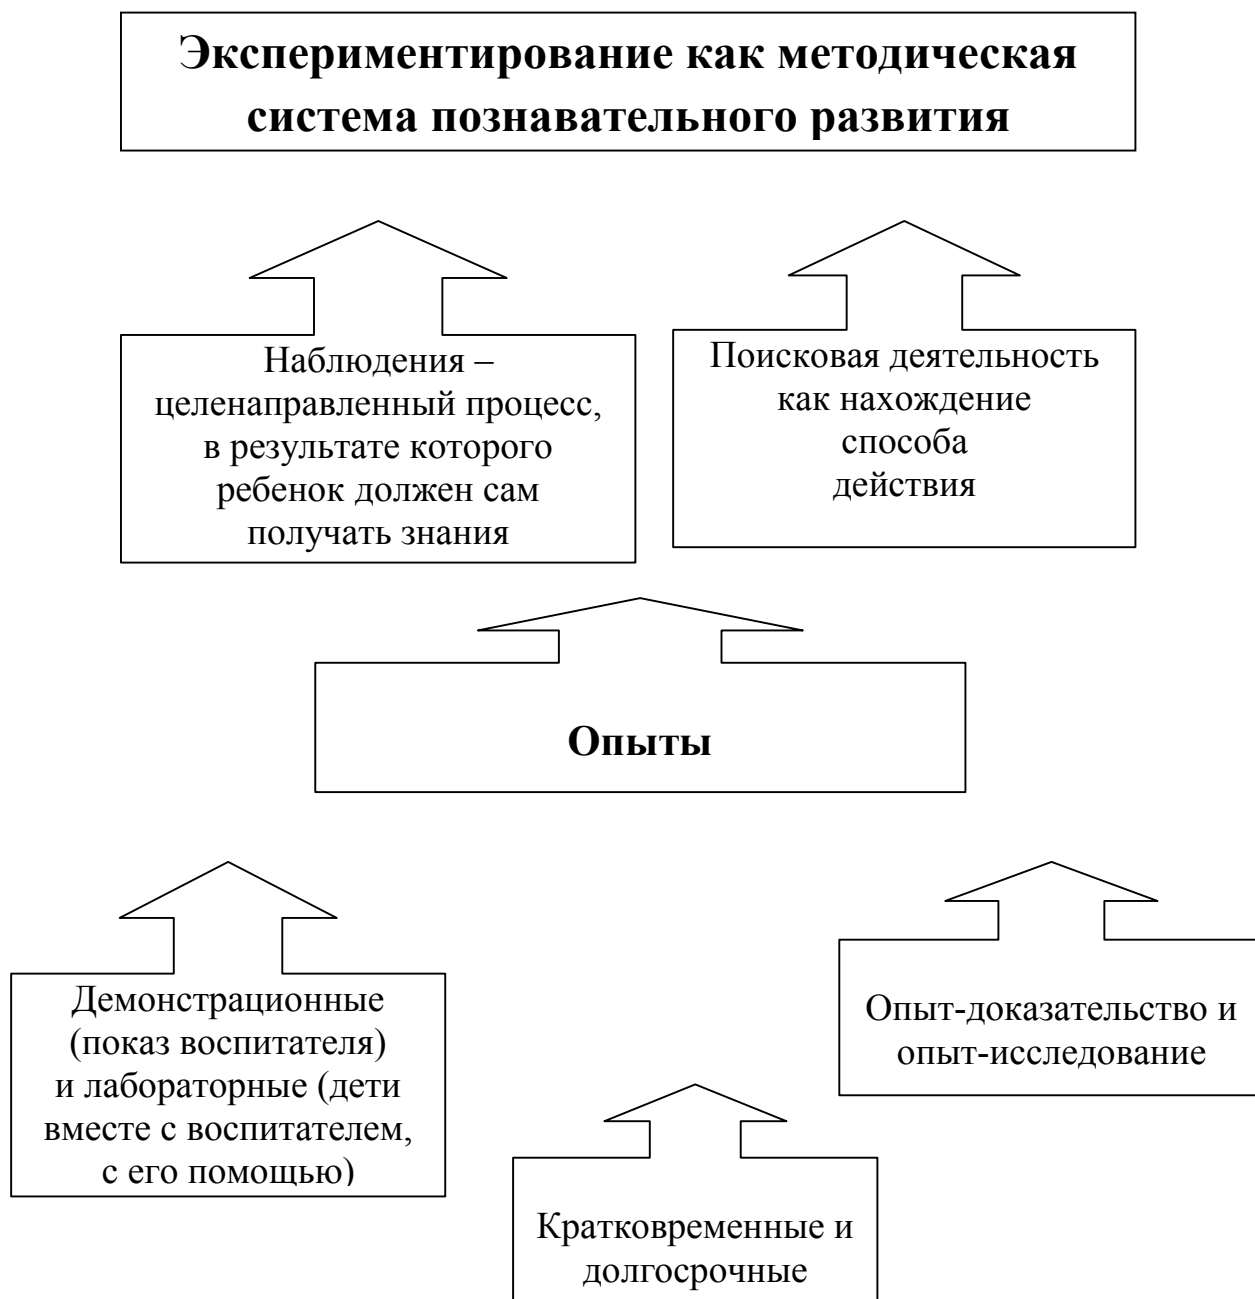 Экспериментирование как методическая
система познавательного развития
Наблюдения –
целенаправленный процесс,
в результате которого
ребенок должен сам
получать знания
Поисковая деятельность
как нахождение
способа
действия
Опыты
Демонстрационные
(показ воспитателя)
и лабораторные (дети
вместе с воспитателем,
с его помощью)
Опыт-доказательство и
опыт-исследование
Кратковременные и
долгосрочные